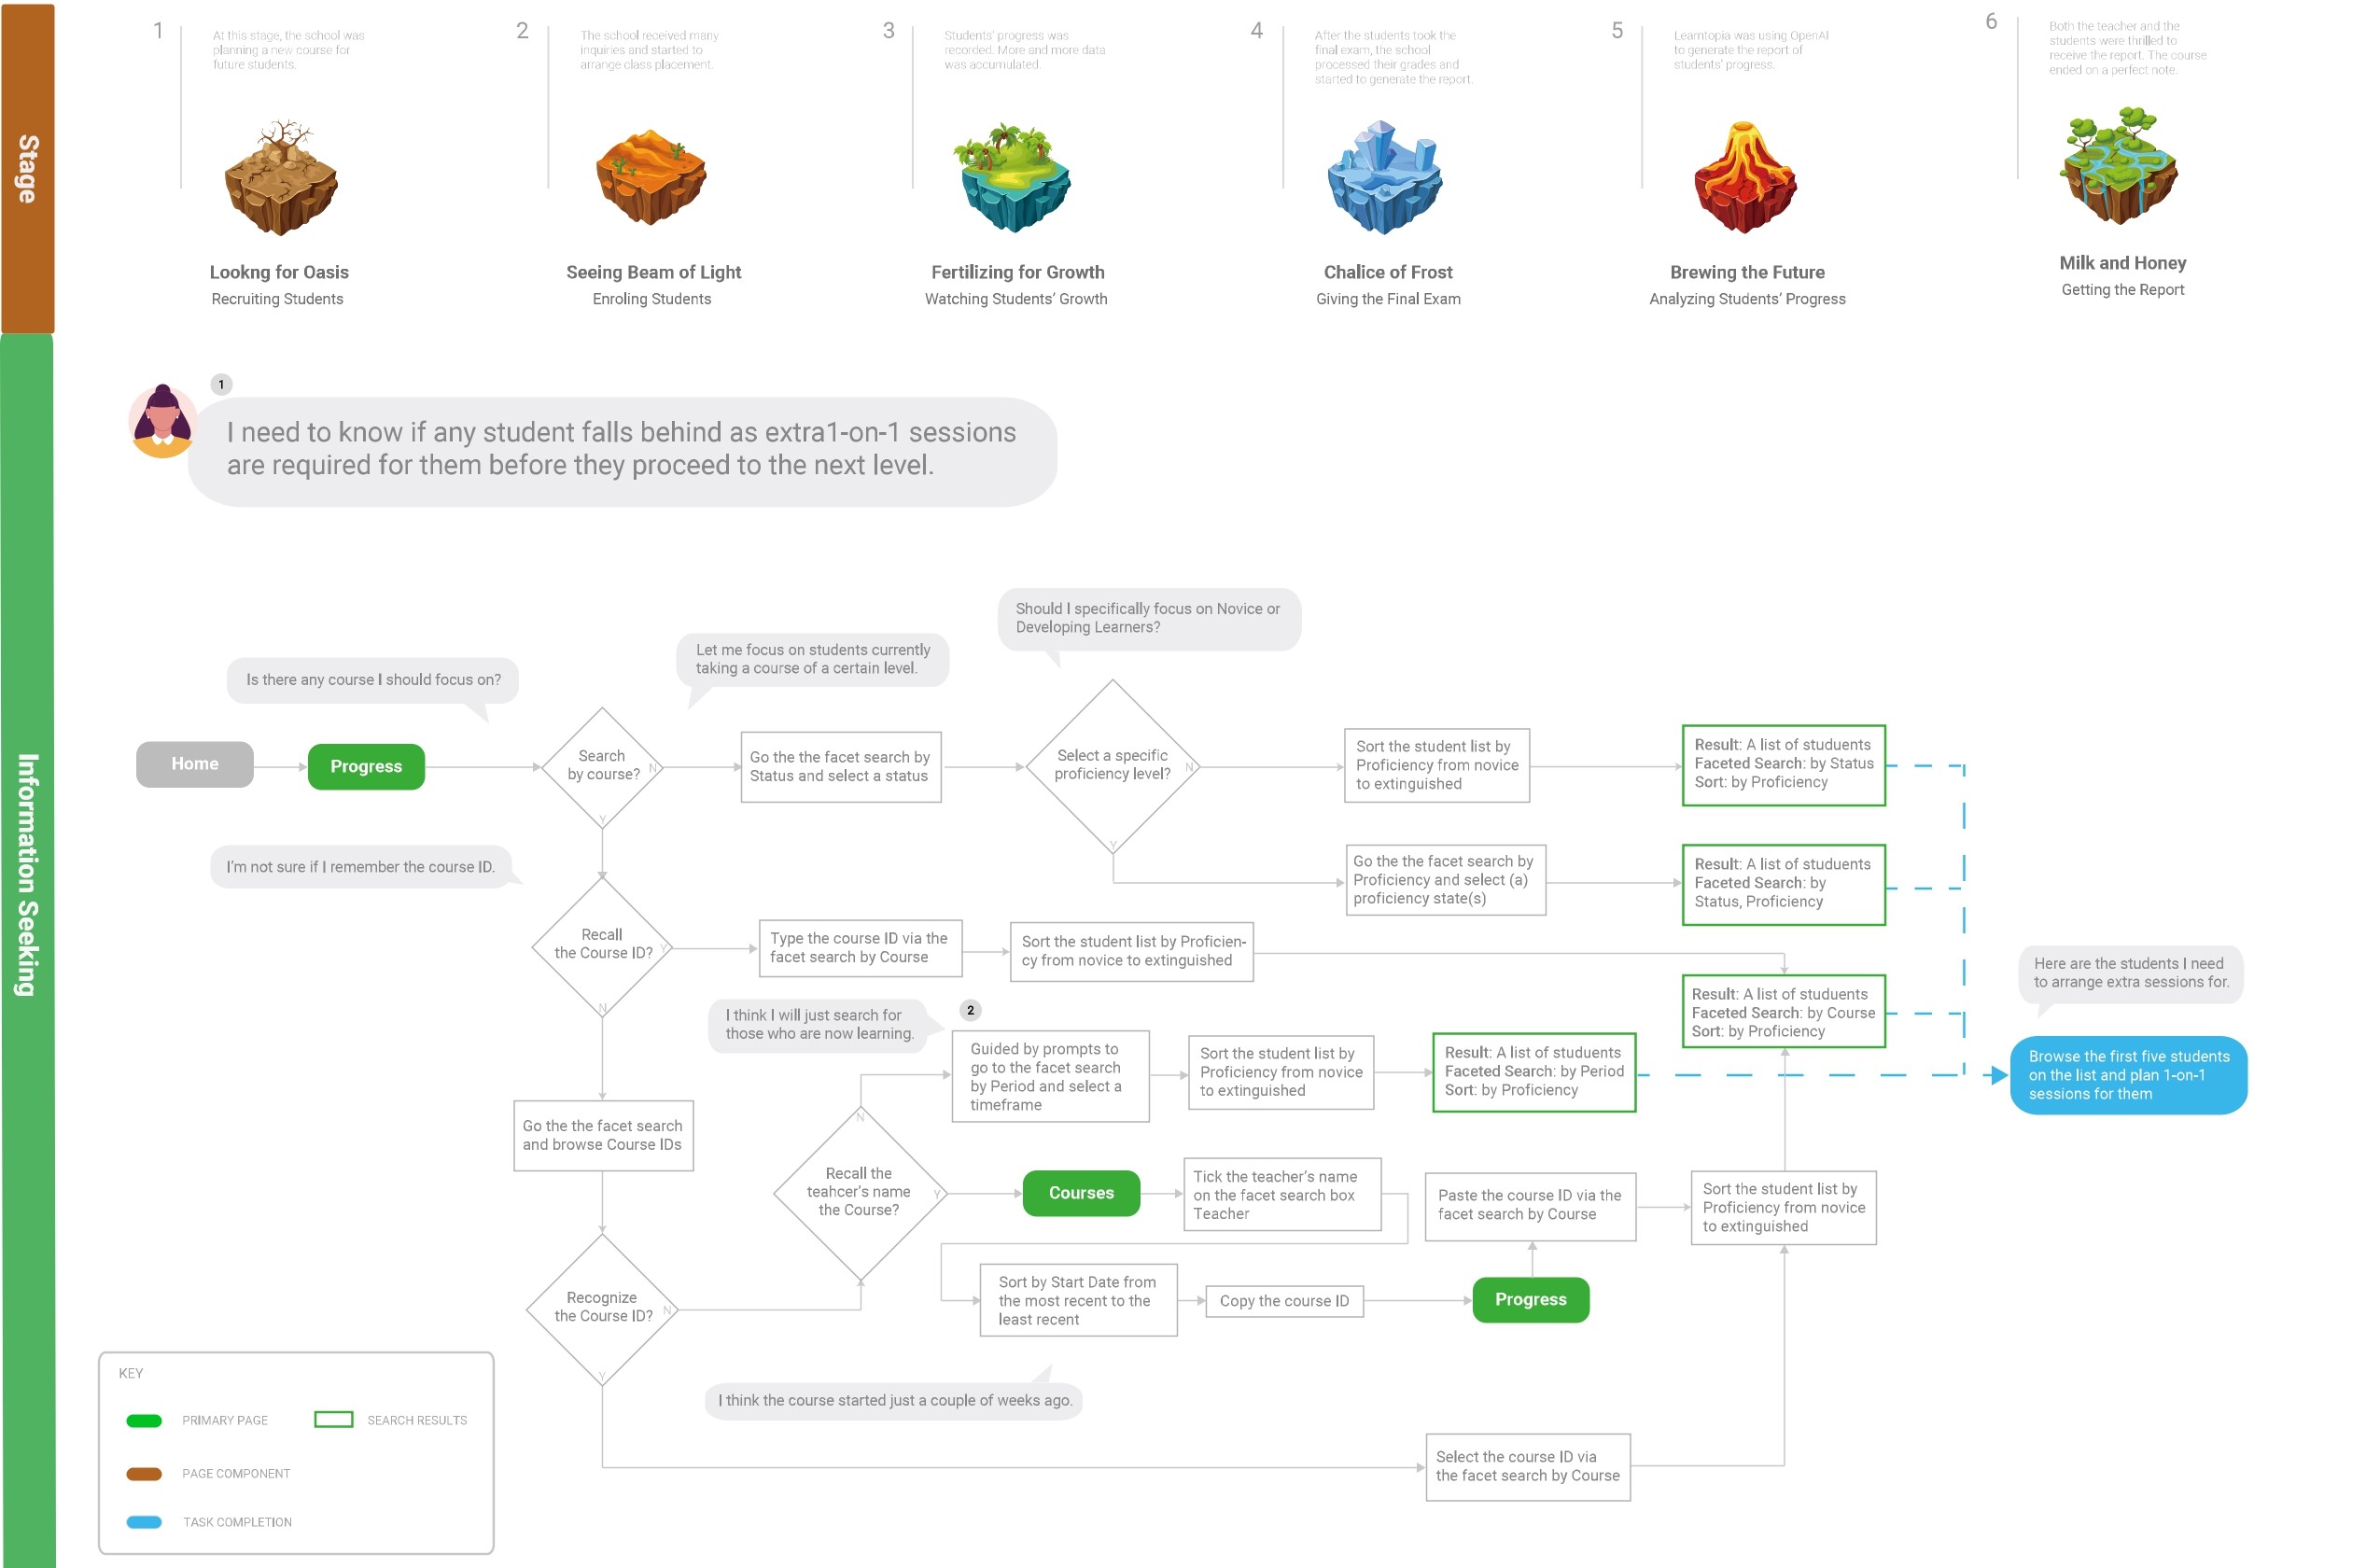 Stage
1
At this stage, the school was
planning a new course for
future students.
Lookng for Oasis
Recruiting Students
2
The school received many
inquiries and started to
arrange class placement.
Seeing Beam of Light
Enroling Students
3
Students' progress was
recorded. More and more data
was accumulated.
Fertilizing for Growth
Watching Students' Growth
4
After the students took the
final exam, the school
processed their grades and
started to generate the report.
Chalice of Frost
Giving the Final Exam
5
Learntopia was using OpenAI
to generate the report of
students' progress.
Brewing the Future
Analyzing Students' Progress
6
Both the teacher and the
students were thrilled to
receive the report. The course
ended on a perfect note.
Milk and Honey
Getting the Report
Information Seeking
1
I need to know if any student falls behind as extra1-on-1 sessions
are required for them before they proceed to the next level.
Should I specifically focus on Novice or
Developing Learners?
Let me focus on students currently
taking a course of a certain level.
Is there any course I should focus on?
Home
Progress
Search
by course?
N
Y
Go the the facet search by
Status and select a status
Select a specific
proficiency level?
N
Y
Sort the student list by
Proficiency from novice
to extinguished
Result: A list of studuents
Faceted Search: by Status
Sort: by Proficiency
I'm not sure if I remember the course ID.
Go the the facet search by
Proficiency and select (a)
proficiency state(s)
Result: A list of studuents
Faceted Search: by
Status, Proficiency
Recall
the Course ID?
Y
N
Type the course ID via the
facet search by Course
Sort the student list by Proficien-
cy from novice to extinguished
Result: A list of studuents
Faceted Search: by Course
Sort: by Proficiency
Here are the students I need
to arrange extra sessions for.
I think I will just search for
those who are now learning.
2
Guided by prompts to
go to the facet search
by Period and select a
timeframe
Sort the student list by
Proficiency from novice
to extinguished
Result: A list of studuents
Faceted Search: by Period
Sort: by Proficiency
Browse the first five students
on the list and plan 1-on-1
sessions for them
Go the the facet search
and browse Course IDs
N
Recall the
teahcer's name
the Course?
Y
Courses
Tick the teacher's name
on the facet search box
Teacher
Paste the course ID via the
facet search by Course
Sort the student list by
Proficiency from novice
to extinguished
Recognize
the Course ID?
N
Y
Sort by Start Date from
the most recent to the
least recent
Copy the course ID
Progress
I think the course started just a couple of weeks ago.
Select the course ID via
the facet search by Course
KEY
PRIMARY PAGE
SEARCH RESULTS
PAGE COMPONENT
TASK COMPLETION